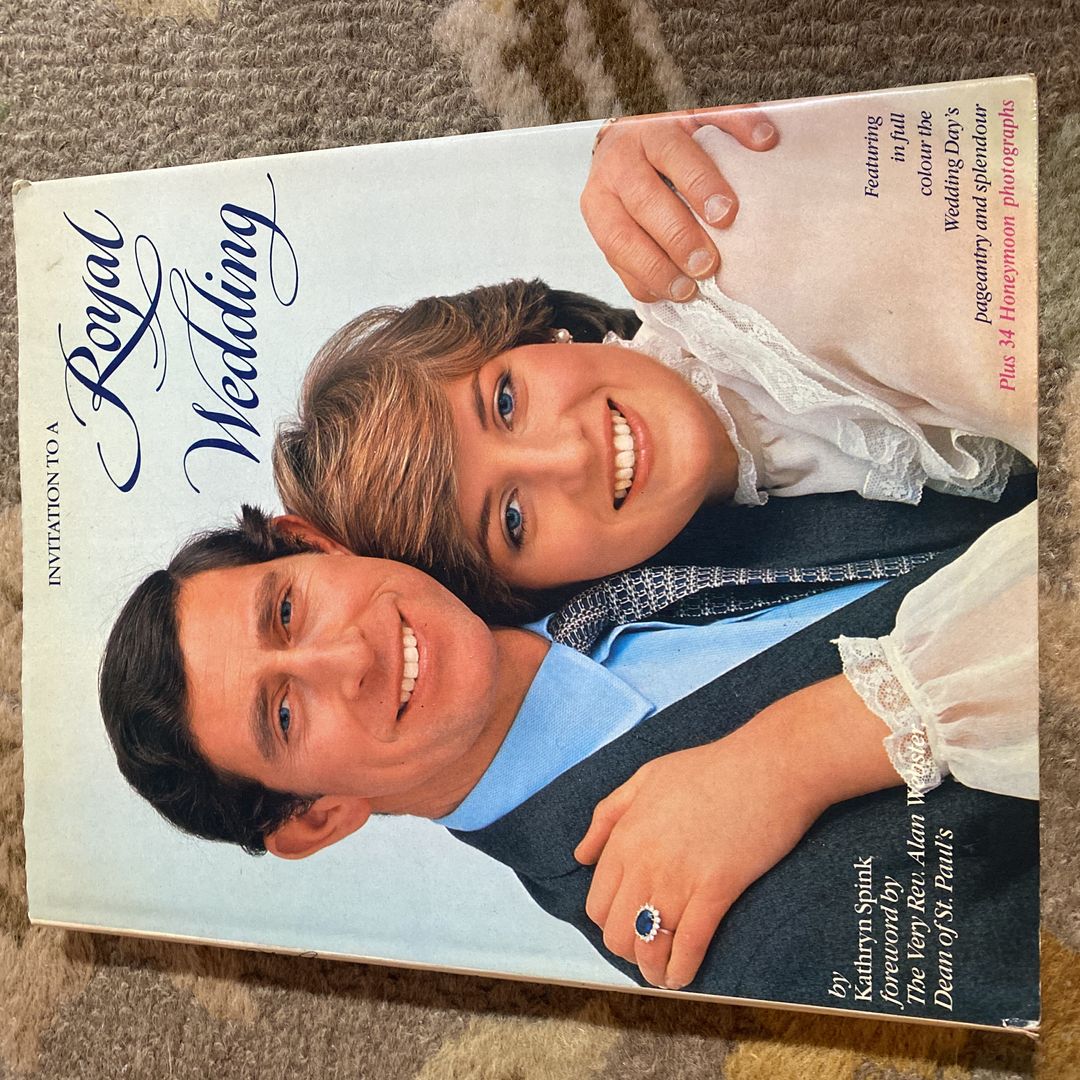 INVITATION TO A
Royal
Wedding
Featuring
in full
colour the
Wedding Day's
pageantry and splendour
Plus 34 Honeymoon photographs
by
Kathryn Spink
foreword by
The Very Rev. Alan Webster
Dean of St. Paul's